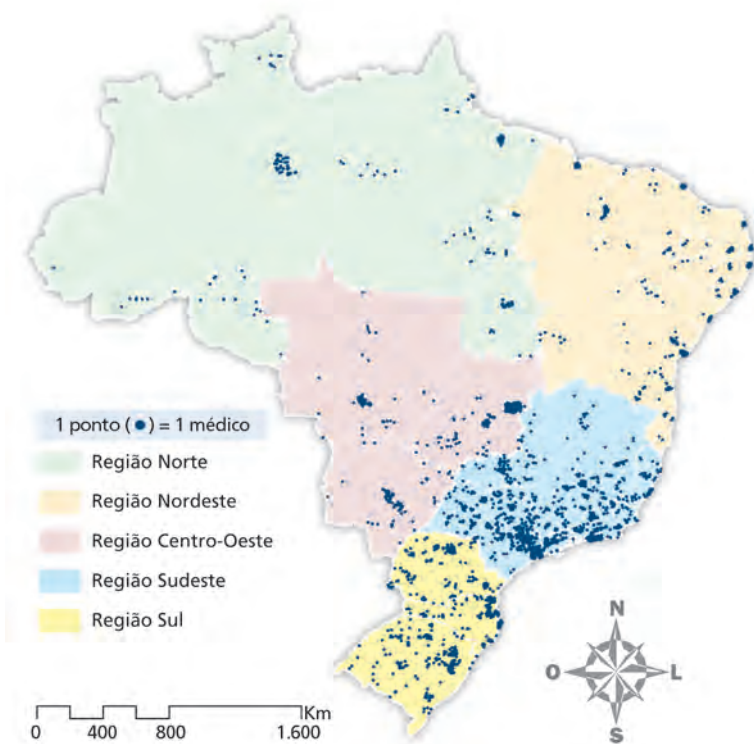 1 ponto (●) = 1 médico
Região Norte
Região Nordeste
Região Centro-Oeste
Região Sudeste
Região Sul
N
O
L
S
Km
0 400 800 1.600